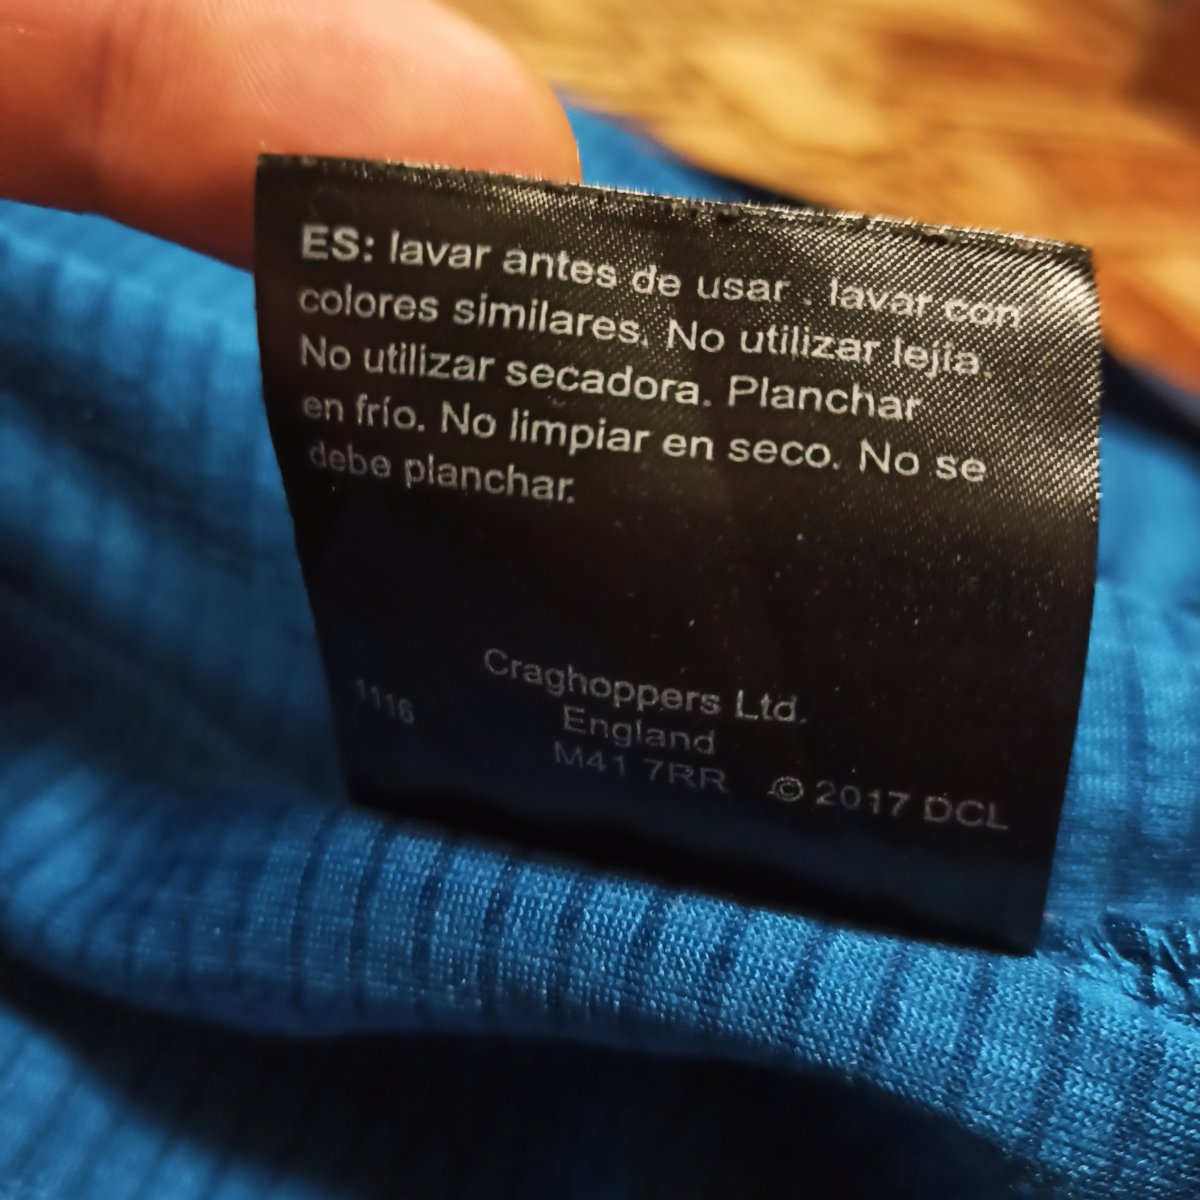 ES: lavar antes de usar . lavar con
colores similares. No utilizar lejía.
No utilizar secadora. Planchar
en frío. No limpiar en seco. No se
debe planchar.
Craghoppers Ltd.
1116
England
M41 7RR © 2017 DCL